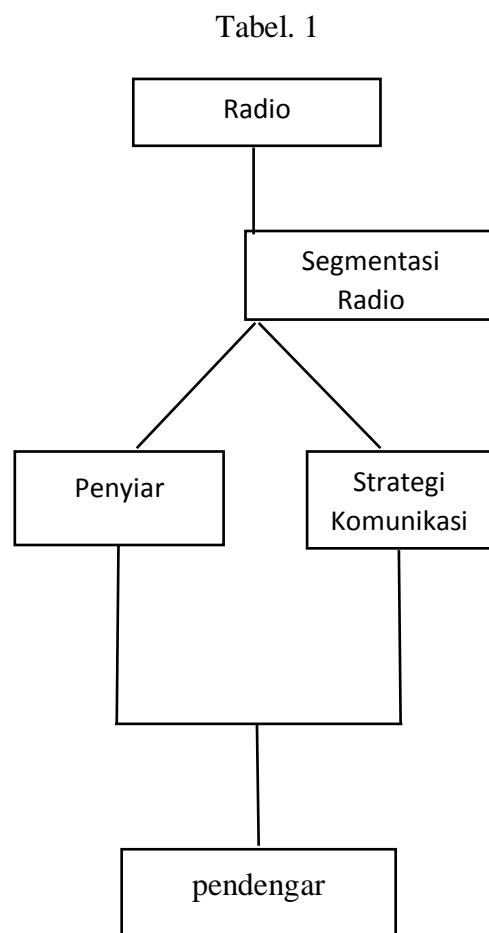 Tabel. 1
Radio
Segmentasi
Radio
Penyiar
Strategi
Komunikasi
pendengar